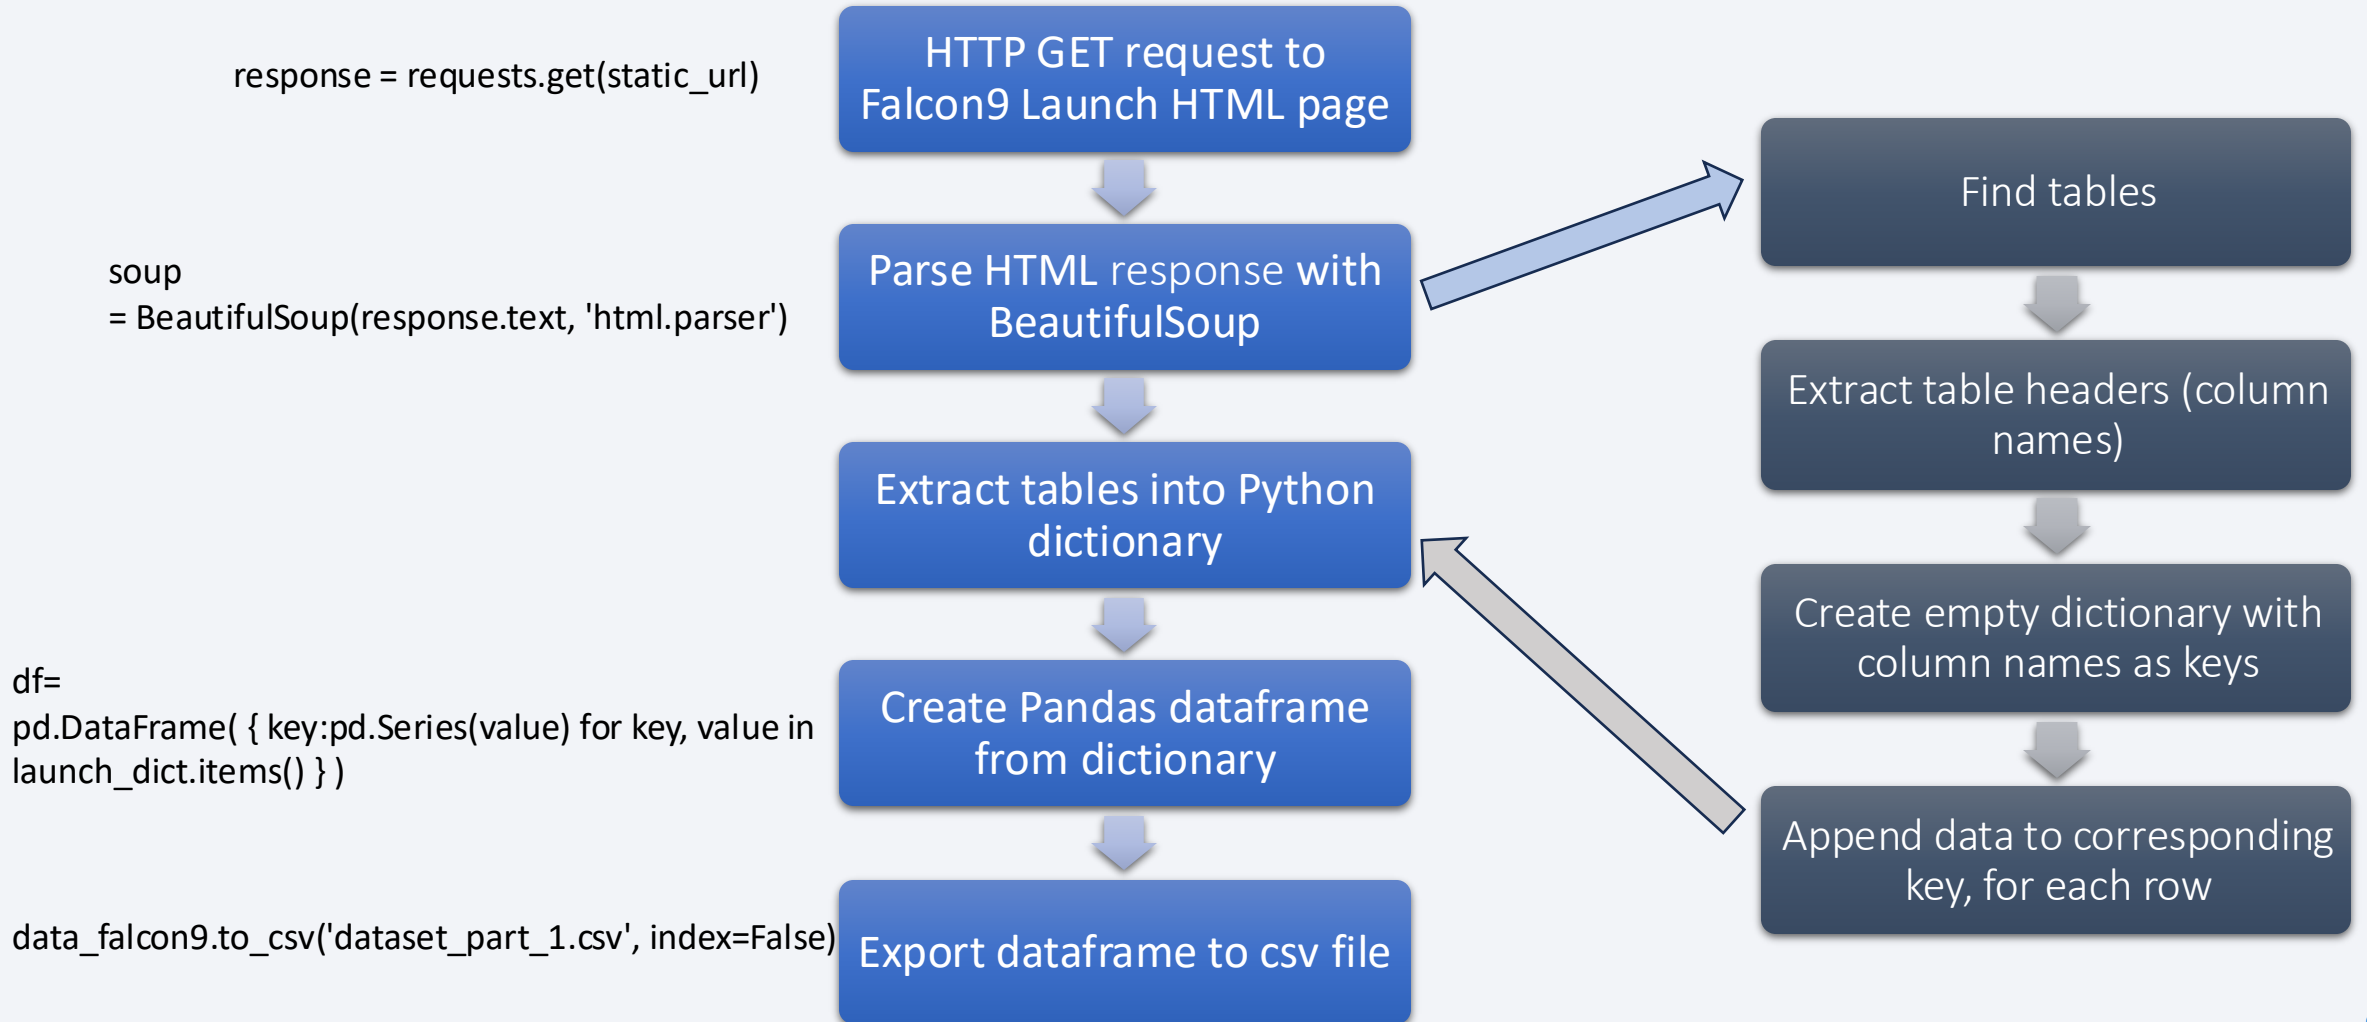 response = requests.get(static_url)
HTTP GET request to
Falcon9 Launch HTML page
soup
= BeautifulSoup(response.text, 'html.parser')
Parse HTML response with
BeautifulSoup
Extract tables into Python
dictionary
df=
pd.DataFrame( { key:pd.Series(value) for key, value in
launch_dict.items() } )
Create Pandas dataframe
from dictionary
data_falcon9.to_csv('dataset_part_1.csv', index=False)
Export dataframe to csv file
Find tables
Extract table headers (column
names)
Create empty dictionary with
column names as keys
Append data to corresponding
key, for each row